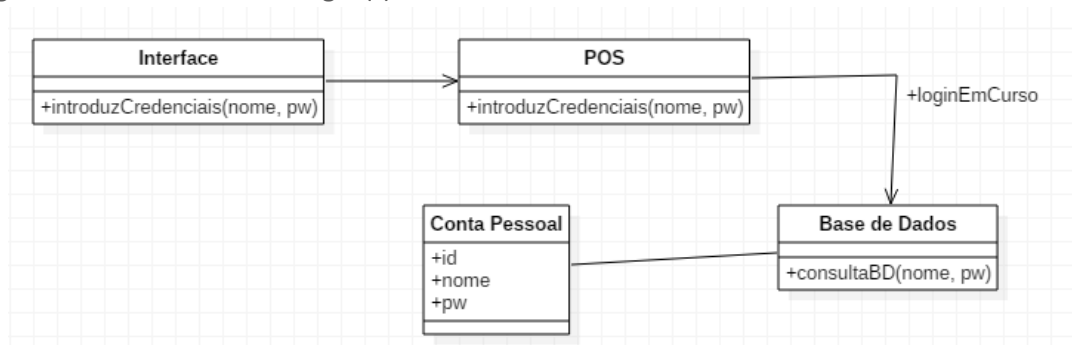 Interface
+introduzCredenciais(nome, pw)
POS
+introduzCredenciais(nome, pw)
+loginEmCurso
Conta Pessoal
+id
+nome
+pw
Base de Dados
+consultaBD(nome, pw)